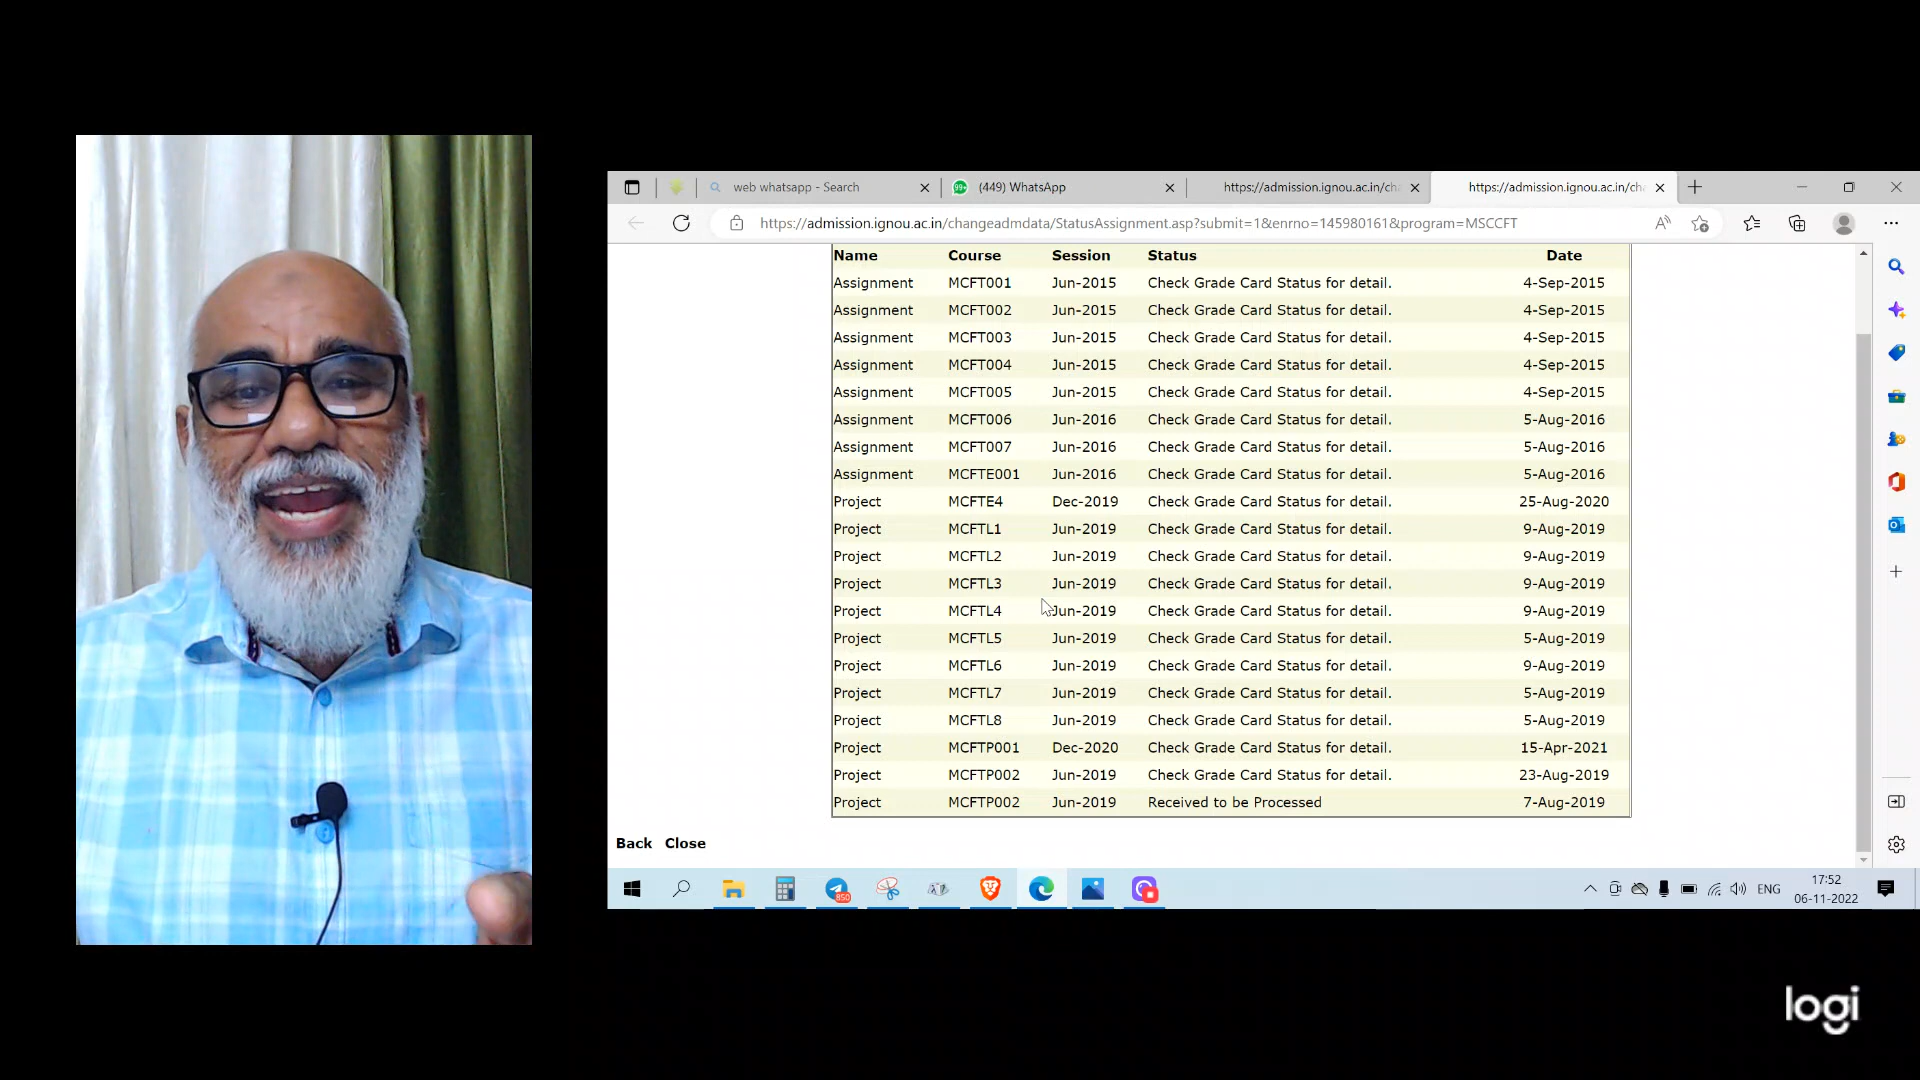 web whatsapp - Search
99+ (449) WhatsApp
https://admission.ignou.ac.in/ch
https://admission.ignou.ac.in/ch
https://admission.ignou.ac.in/changeadmdata/StatusAssignment.asp?submit=1&enrno=145980161&program=MSCCFT
Name Course Session Status Date
Assignment MCFT001 Jun-2015 Check Grade Card Status for detail. 4-Sep-2015
Assignment MCFT002 Jun-2015 Check Grade Card Status for detail. 4-Sep-2015
Assignment MCFT003 Jun-2015 Check Grade Card Status for detail. 4-Sep-2015
Assignment MCFT004 Jun-2015 Check Grade Card Status for detail. 4-Sep-2015
Assignment MCFT005 Jun-2015 Check Grade Card Status for detail. 4-Sep-2015
Assignment MCFT006 Jun-2016 Check Grade Card Status for detail. 5-Aug-2016
Assignment MCFT007 Jun-2016 Check Grade Card Status for detail. 5-Aug-2016
Assignment MCFTE001 Jun-2016 Check Grade Card Status for detail. 5-Aug-2016
Project MCFTE4 Dec-2019 Check Grade Card Status for detail. 25-Aug-2020
Project MCFTL1 Jun-2019 Check Grade Card Status for detail. 9-Aug-2019
Project MCFTL2 Jun-2019 Check Grade Card Status for detail. 9-Aug-2019
Project MCFTL3 Jun-2019 Check Grade Card Status for detail. 9-Aug-2019
Project MCFTL4 Jun-2019 Check Grade Card Status for detail. 9-Aug-2019
Project MCFTL5 Jun-2019 Check Grade Card Status for detail. 5-Aug-2019
Project MCFTL6 Jun-2019 Check Grade Card Status for detail. 9-Aug-2019
Project MCFTL7 Jun-2019 Check Grade Card Status for detail. 5-Aug-2019
Project MCFTL8 Jun-2019 Check Grade Card Status for detail. 5-Aug-2019
Project MCFTP001 Dec-2020 Check Grade Card Status for detail. 15-Apr-2021
Project MCFTP002 Jun-2019 Check Grade Card Status for detail. 23-Aug-2019
Project MCFTP002 Jun-2019 Received to be Processed 7-Aug-2019
Back Close
850
ENG
17:52
06-11-2022
logi